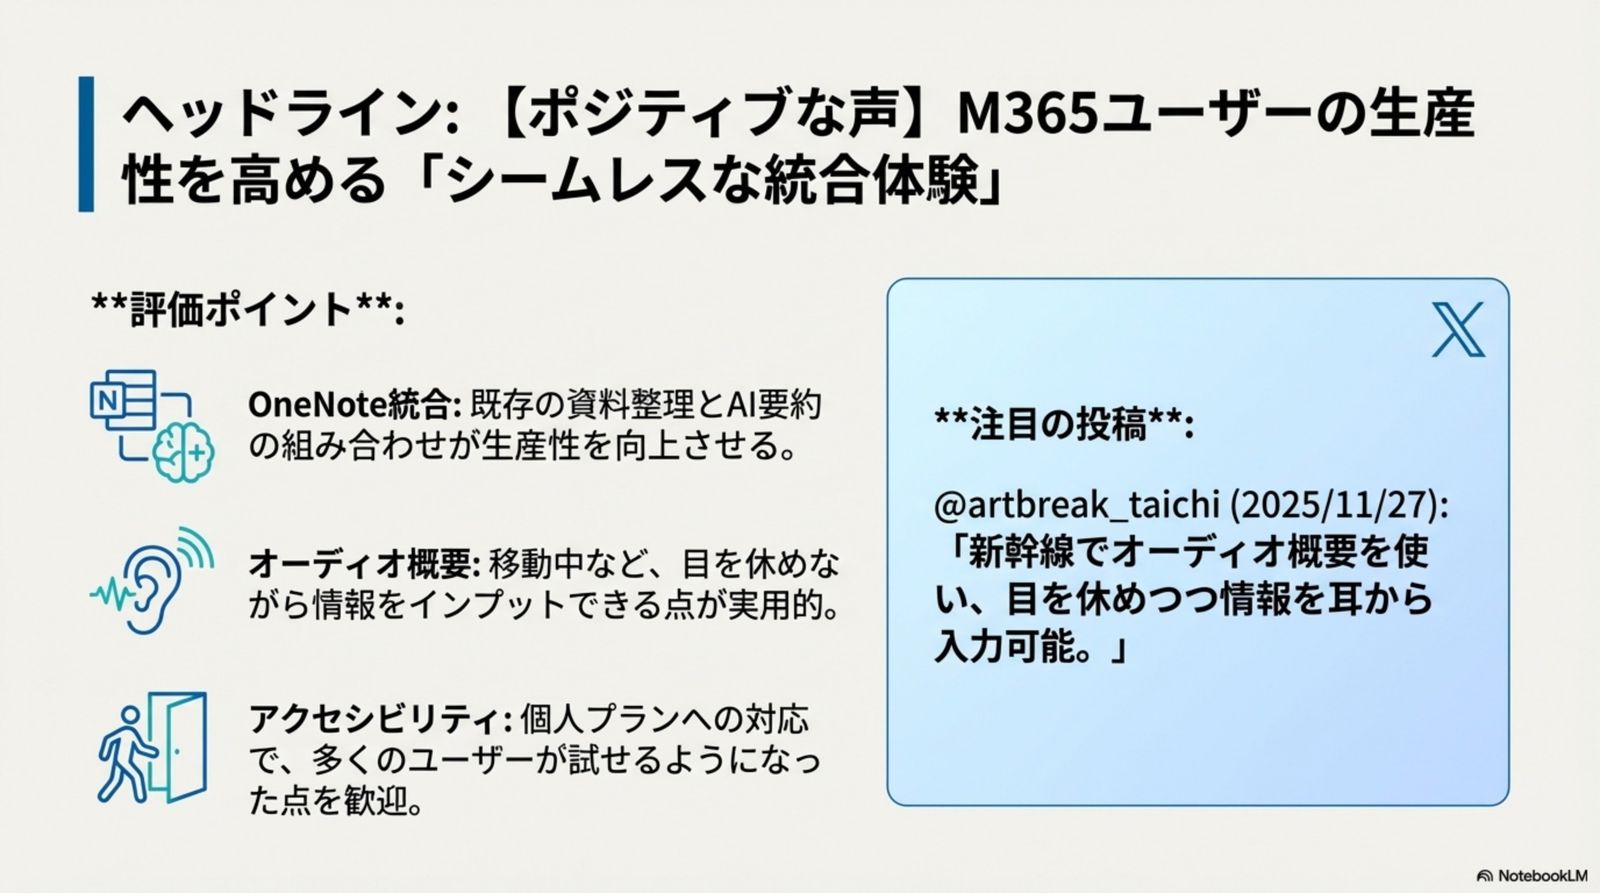 ヘッドライン: 【ポジティブな声】M365ユーザーの生産
性を高める「シームレスな統合体験」
**評価ポイント**:
N
OneNote統合: 既存の資料整理とAI要約
の組み合わせが生産性を向上させる。
オーディオ概要: 移動中など、目を休めな
がら情報をインプットできる点が実用的。
アクセシビリティ: 個人プランへの対応
で、多くのユーザーが試せるようになっ
た点を歓迎。
X
**注目の投稿**:
@artbreak_taichi (2025/11/27):
「新幹線でオーディオ概要を使
い、目を休めつつ情報を耳から
入力可能。」
NotebookLM